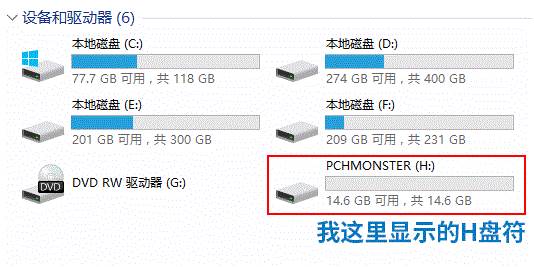 设备和驱动器 (6)
本地磁盘 (C:)
77.7 GB 可用，共 118 GB
本地磁盘 (D:)
274 GB 可用，共 400 GB
本地磁盘 (E:)
201 GB 可用，共 300 GB
本地磁盘 (F:)
209 GB 可用，共 231 GB
DVD
DVD RW 驱动器 (G:)
PCHMONSTER (H:)
14.6 GB 可用，共 14.6 GB
我这里显示的H盘符